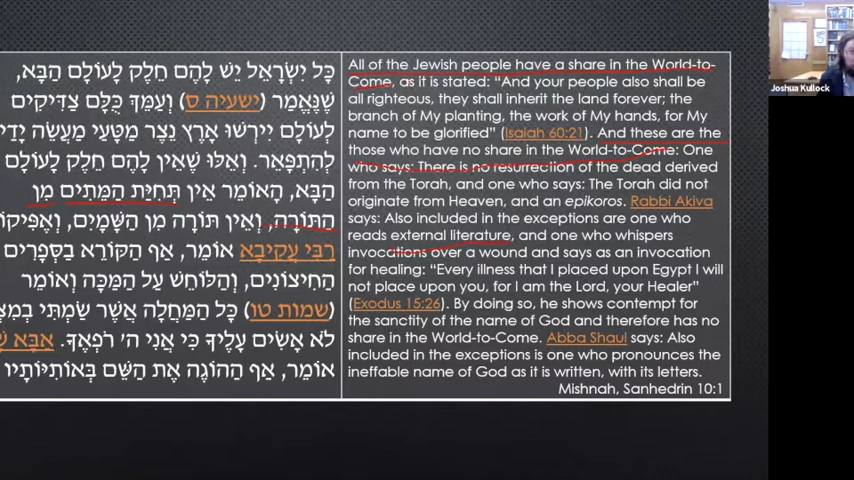 כָּל יִשְׂרָאֵל יֵשׁ לָהֶם חֵלֶק לָעוֹלָם הַבָּא,
שֶׁנֶּאֱמַר (ישעיה ס) וְעַמֵּךְ כֻּלָּם צַדִּיקִים
לְעוֹלָם יִירְשׁוּ אָרֶץ נֵצֶר מַטָּעַי מַעֲשֵׂה יָדַי
לְהִתְפָּאֵר. וְאֵלּוּ שֶׁאֵין לָהֶם חֵלֶק לָעוֹלָם
הַבָּא, הָאוֹמֵר אֵין תְּחִיַּת הַמֵּתִים מִן
הַתּוֹרָה, וְאֵין תּוֹרָה מִן הַשָּׁמָיִם,
רַבִּי עֲקִיבָא אוֹמֵר, אַף הַקּוֹרֵא בַסְּפָרִים
הַחִיצוֹנִים, וְהַלּוֹחֵשׁ עַל הַמַּכָּה וְאוֹמֵר
(שמות טו) כָּל הַמַּחֲלָה אֲשֶׁר שַׂמְתִּי
לֹא אָשִׂים עָלֶיךָ כִּי אֲנִי ה' רֹפְאֶךָ. אַבָּא
אוֹמֵר, אַף הַהוֹגֶה אֶת הַשֵּׁם בְּאוֹתִיּוֹתָיו
All of the Jewish people have a share in the World-to-
Come, as it is stated: “And your people also shall be
all righteous, they shall inherit the land forever; the
branch of My planting, the work of My hands, for My
name to be glorified” (Isaiah 60:21). And these are the
those who have no share in the World-to-Come: One
who says: There is no resurrection of the dead derived
from the Torah, and one who says: The Torah did not
originate from Heaven, and an epikoros. Rabbi Akiva
says: Also included in the exceptions are one who
reads external literature, and one who whispers
invocations over a wound and says as an invocation
for healing: “Every illness that I placed upon Egypt I will
not place upon you, for I am the Lord, your Healer”
(Exodus 15:26). By doing so, he shows contempt for
the sanctity of the name of God and therefore has no
share in the World-to-Come. Abba Shaul says: Also
included in the exceptions is one who pronounces the
ineffable name of God as it is written, with its letters.
Mishnah, Sanhedrin 10:1
Joshua Kullock